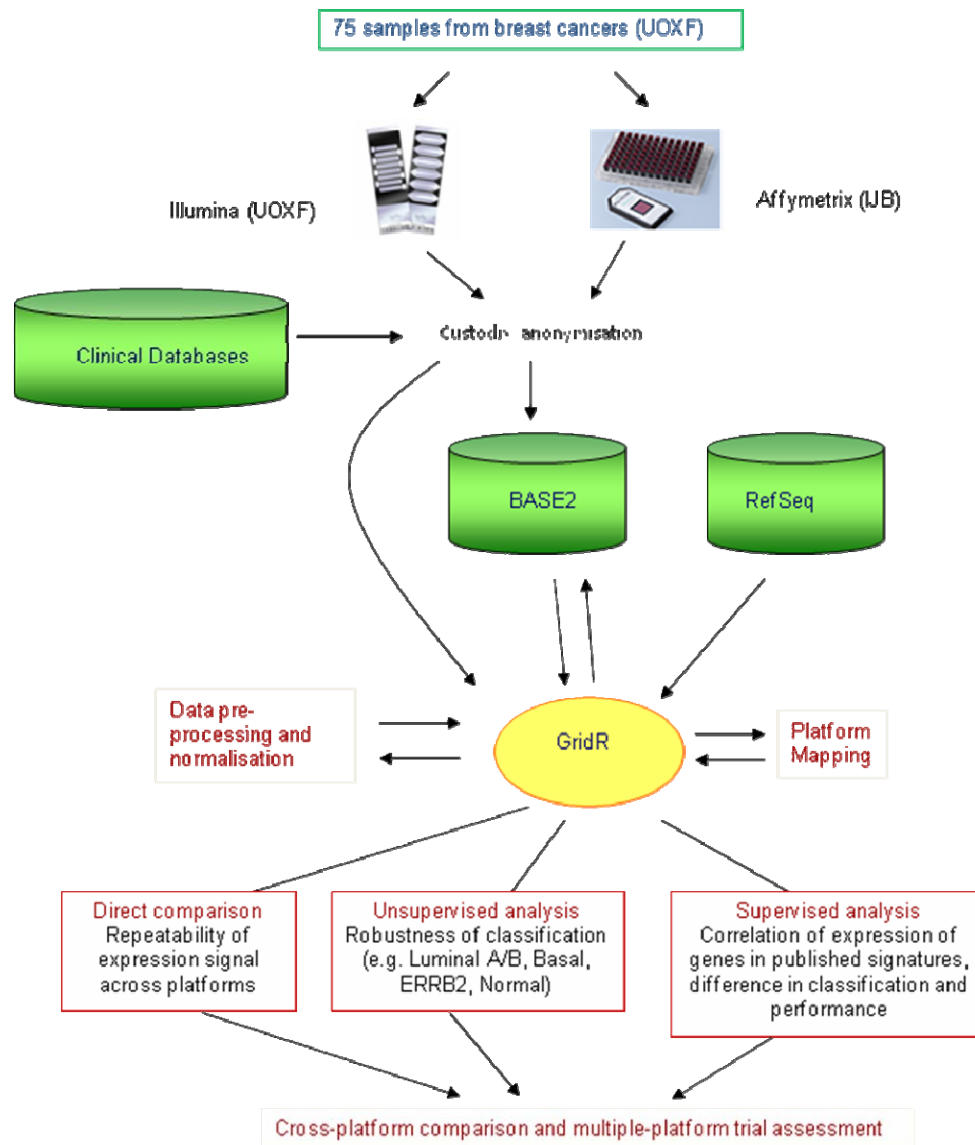 75 samples from breast cancers (UOXF)
Illumina (UOXF)
Affymetrix (IJB)
Clinical Databases
anonymisation
BASE2
RefSeq
Data pre-
processing and
normalisation
GridR
Platform
Mapping
Direct comparison
Repeatability of
expression signal
across platforms
Unsupervised analysis
Robustness of classification
(e.g. Luminal A/B, Basal,
ERRB2, Normal)
Supervised analysis
Correlation of expression of
genes in published signatures,
difference in classification and
performance
Cross-platform comparison and multiple-platform trial assessment